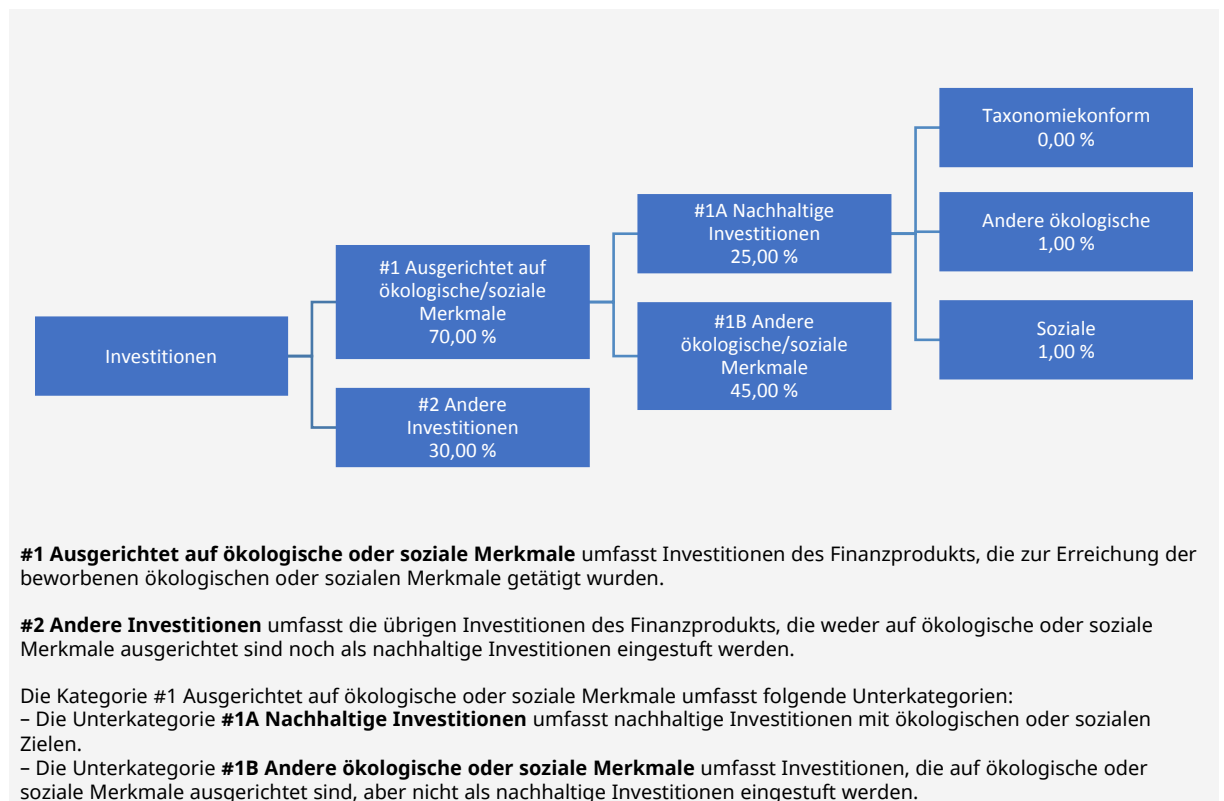 Investitionen
#1 Ausgerichtet auf
ökologische/soziale
Merkmale
70,00 %
#2 Andere
Investitionen
30,00 %
#1A Nachhaltige
Investitionen
25,00 %
#1B Andere
ökologische/soziale
Merkmale
45,00 %
Taxonomiekonform
0,00 %
Andere ökologische
1,00 %
Soziale
1,00 %
#1 Ausgerichtet auf ökologische oder soziale Merkmale umfasst Investitionen des Finanzprodukts, die zur Erreichung der
beworbenen ökologischen oder sozialen Merkmale getätigt wurden.
#2 Andere Investitionen umfasst die übrigen Investitionen des Finanzprodukts, die weder auf ökologische oder soziale
Merkmale ausgerichtet sind noch als nachhaltige Investitionen eingestuft werden.
Die Kategorie #1 Ausgerichtet auf ökologische oder soziale Merkmale umfasst folgende Unterkategorien:
– Die Unterkategorie #1A Nachhaltige Investitionen umfasst nachhaltige Investitionen mit ökologischen oder sozialen
Zielen.
– Die Unterkategorie #1B Andere ökologische oder soziale Merkmale umfasst Investitionen, die auf ökologische oder
soziale Merkmale ausgerichtet sind, aber nicht als nachhaltige Investitionen eingestuft werden.